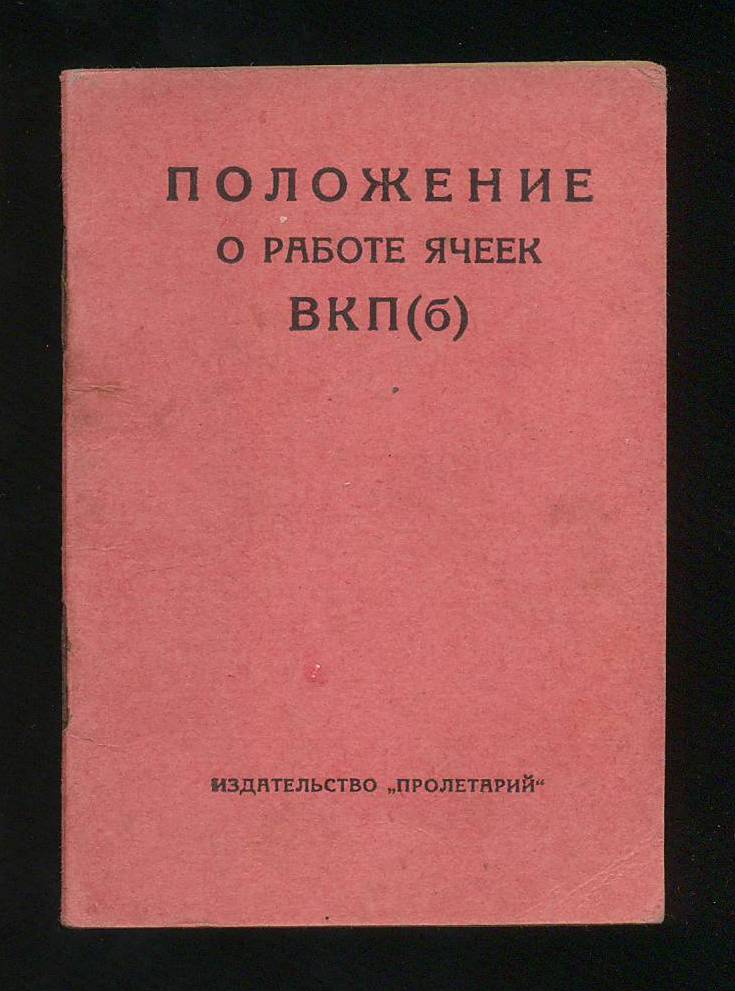 ПОЛОЖЕНИЕ
О РАБОТЕ ЯЧЕЕК
ВКП(б)
ИЗДАТЕЛЬСТВО „ПРОЛЕТАРИЙ“